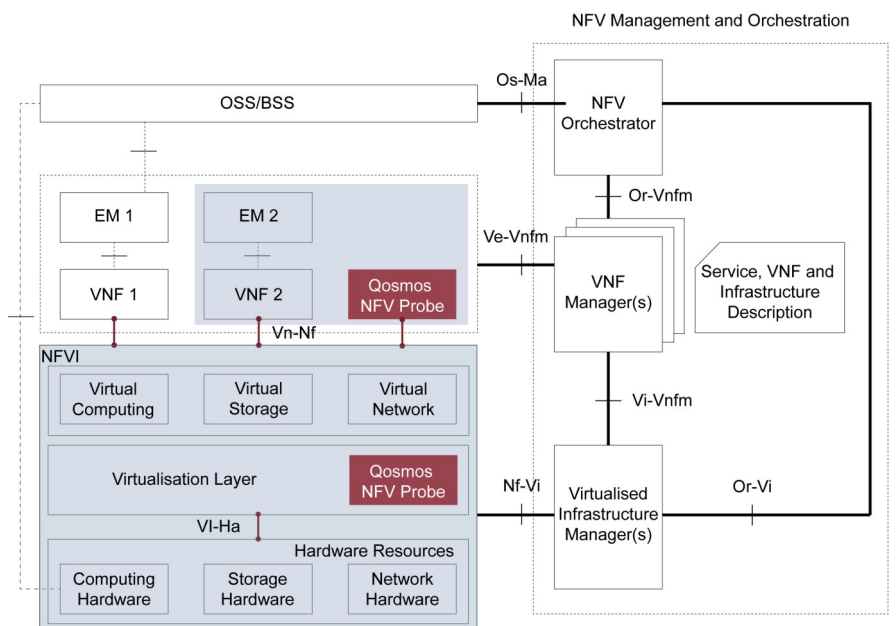 NFV Management and Orchestration
Os-Ma
OSS/BSS
NFV
Orchestrator
Or-Vnfm
EM 1
EM 2
Ve-Vnfm
VNF 1
VNF 2
Qosmos
NFV Probe
VNF
Manager(s)
Service, VNF and
Infrastructure
Description
Vn-Nf
NFVI
Virtual
Computing
Virtual
Storage
Virtual
Network
Vi-Vnfm
Virtualisation Layer
Qosmos
NFV Probe
Nf-Vi
Virtualised
Infrastructure
Manager(s)
Or-Vi
VI-Ha
Hardware Resources
Computing
Hardware
Storage
Hardware
Network
Hardware